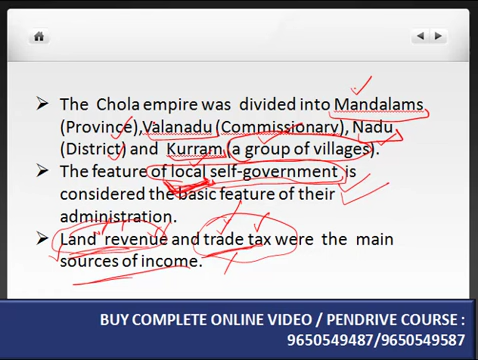 ➢ The Chola empire was divided into Mandalams
(Province),Valanadu (Commissionary), Nadu
(District) and Kurram (a group of villages).
➢ The feature of local self-government is
considered the basic feature of their
administration.
➢ Land revenue and trade tax were the main
sources of income.
BUY COMPLETE ONLINE VIDEO / PENDRIVE COURSE :
9650549487/9650549587